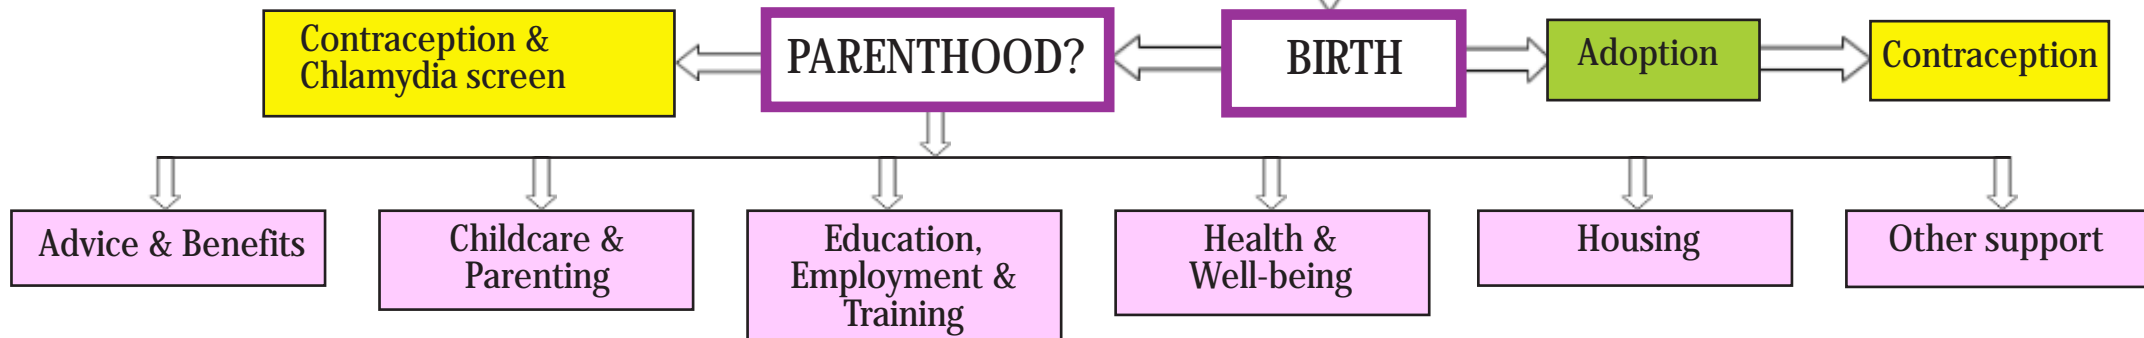 Contraception &
Chlamydia screen
PARENTHOOD?
BIRTH
Adoption
Contraception
Advice & Benefits
Childcare &
Parenting
Education,
Employment &
Training
Health &
Well-being
Housing
Other support